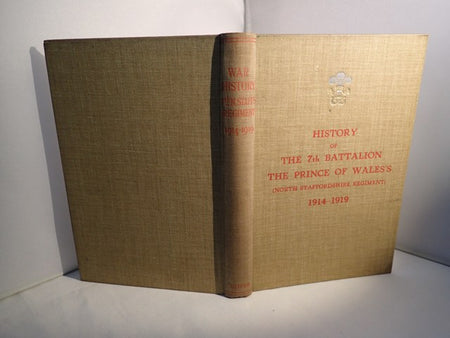 WAR
HISTORY
REGIMENT
1914-1919
HISTORY
OF
THE 7th BATTALION
THE PRINCE OF WALES'S
(NORTH STAFFORDSHIRE REGIMENT)
1914-1919